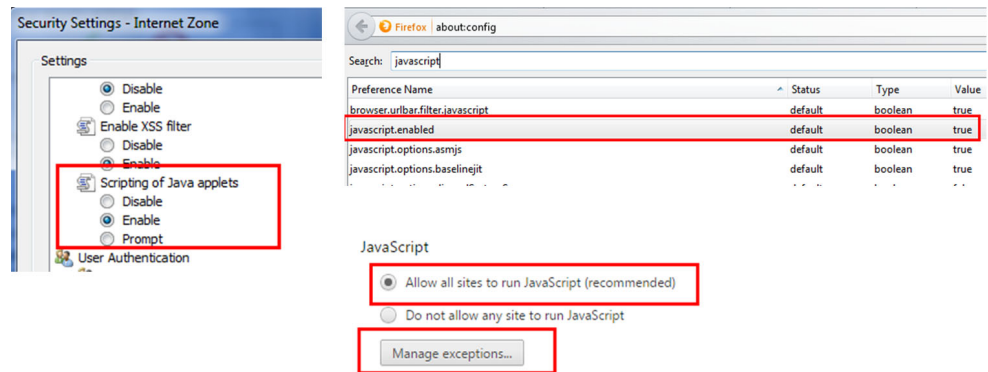 Security Settings - Internet Zone
Settings
Disable
Enable
Enable XSS filter
Disable
Enable
Scripting of Java applets
Disable
Enable
Prompt
User Authentication
Firefox about:config
Search: javascript
Preference Name Status Type Value
browser.urlbar.filter.javascript default boolean true
javascript.enabled default boolean true
javascript.options.asmjs default boolean true
javascript.options.baselinejit default boolean true
JavaScript
Allow all sites to run JavaScript (recommended)
Do not allow any site to run JavaScript
Manage exceptions...